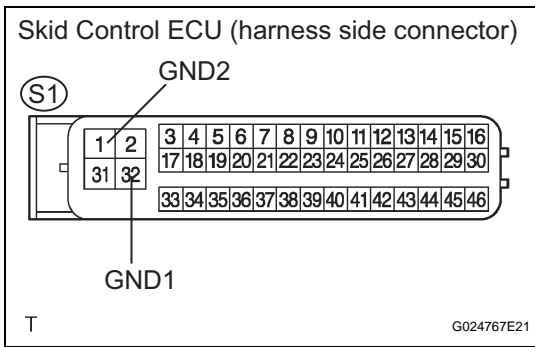 Skid Control ECU (harness side connector)
GND2
S1
1 2 3 4 5 6 7 8 9 10 11 12 13 14 15 16
17 18 19 20 21 22 23 24 25 26 27 28 29 30
31 32
33 34 35 36 37 38 39 40 41 42 43 44 45 46
GND1
T
G024767E21